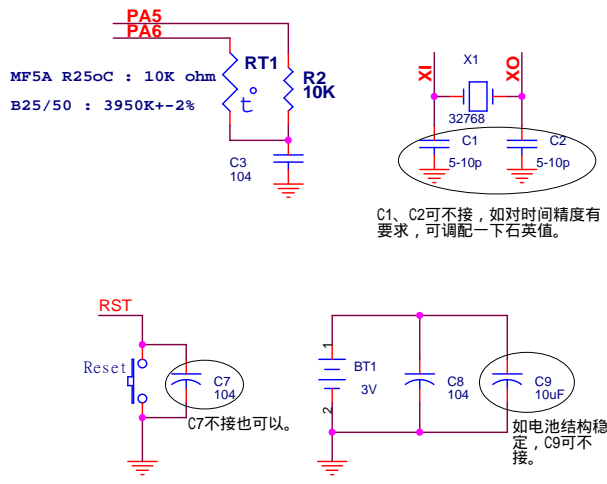 PA5
PA6
RT1
R2
10K
MF5A R25oC : 10K ohm
B25/50 : 3950K+-2%
t°
C3
104
XI
XO
X1
32768
C1
5-10p
C2
5-10p
C1、C2可不接，如对时间精度有
要求，可调配一下石英值。
RST
Reset
C7
104
C7不接也可以。
1
BT1
3V
2
C8
104
C9
10uF
如电池结构稳
定，C9可不
接。